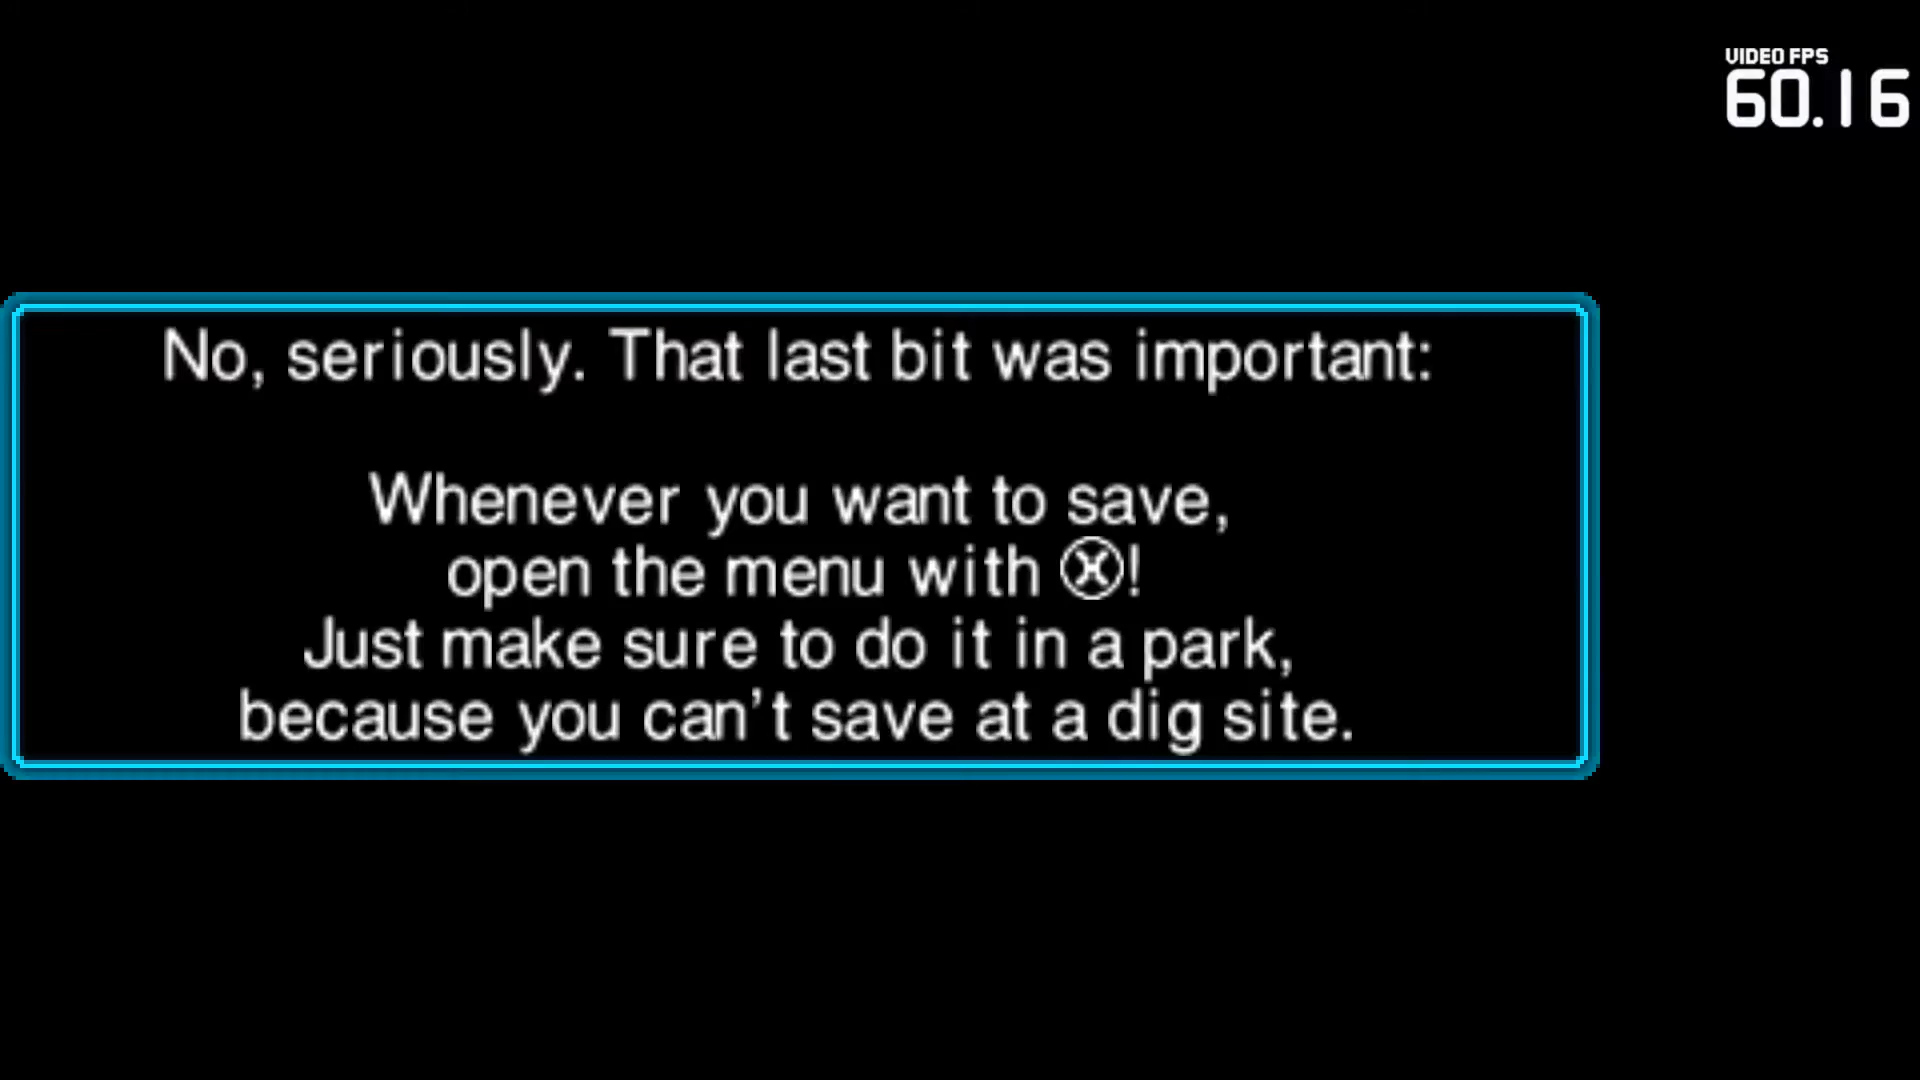 VIDEO FPS
60.16
No, seriously. That last bit was important:
Whenever you want to save,
open the menu with Ⓧ!
Just make sure to do it in a park,
because you can’t save at a dig site.